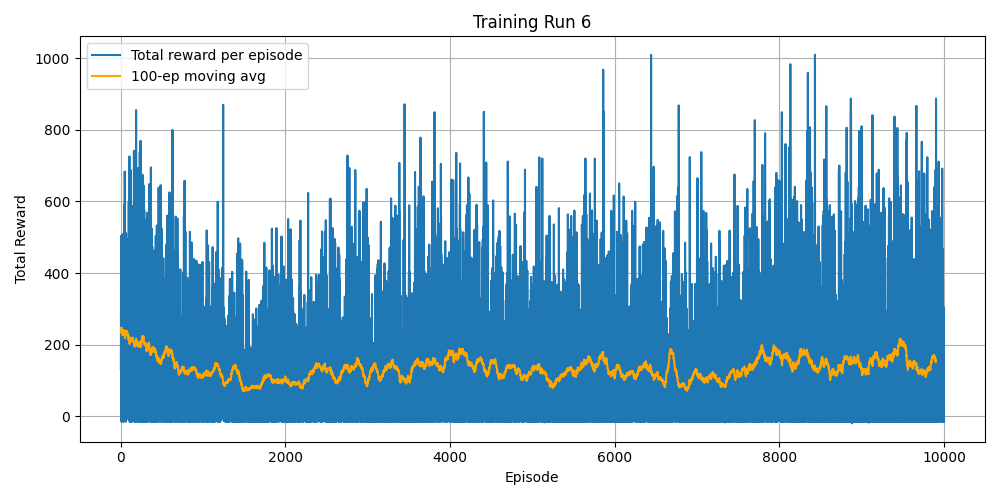 Training Run 6
Total reward per episode
100-ep moving avg
Total Reward
1000
800
600
400
200
0
0 2000 4000 6000 8000 10000
Episode